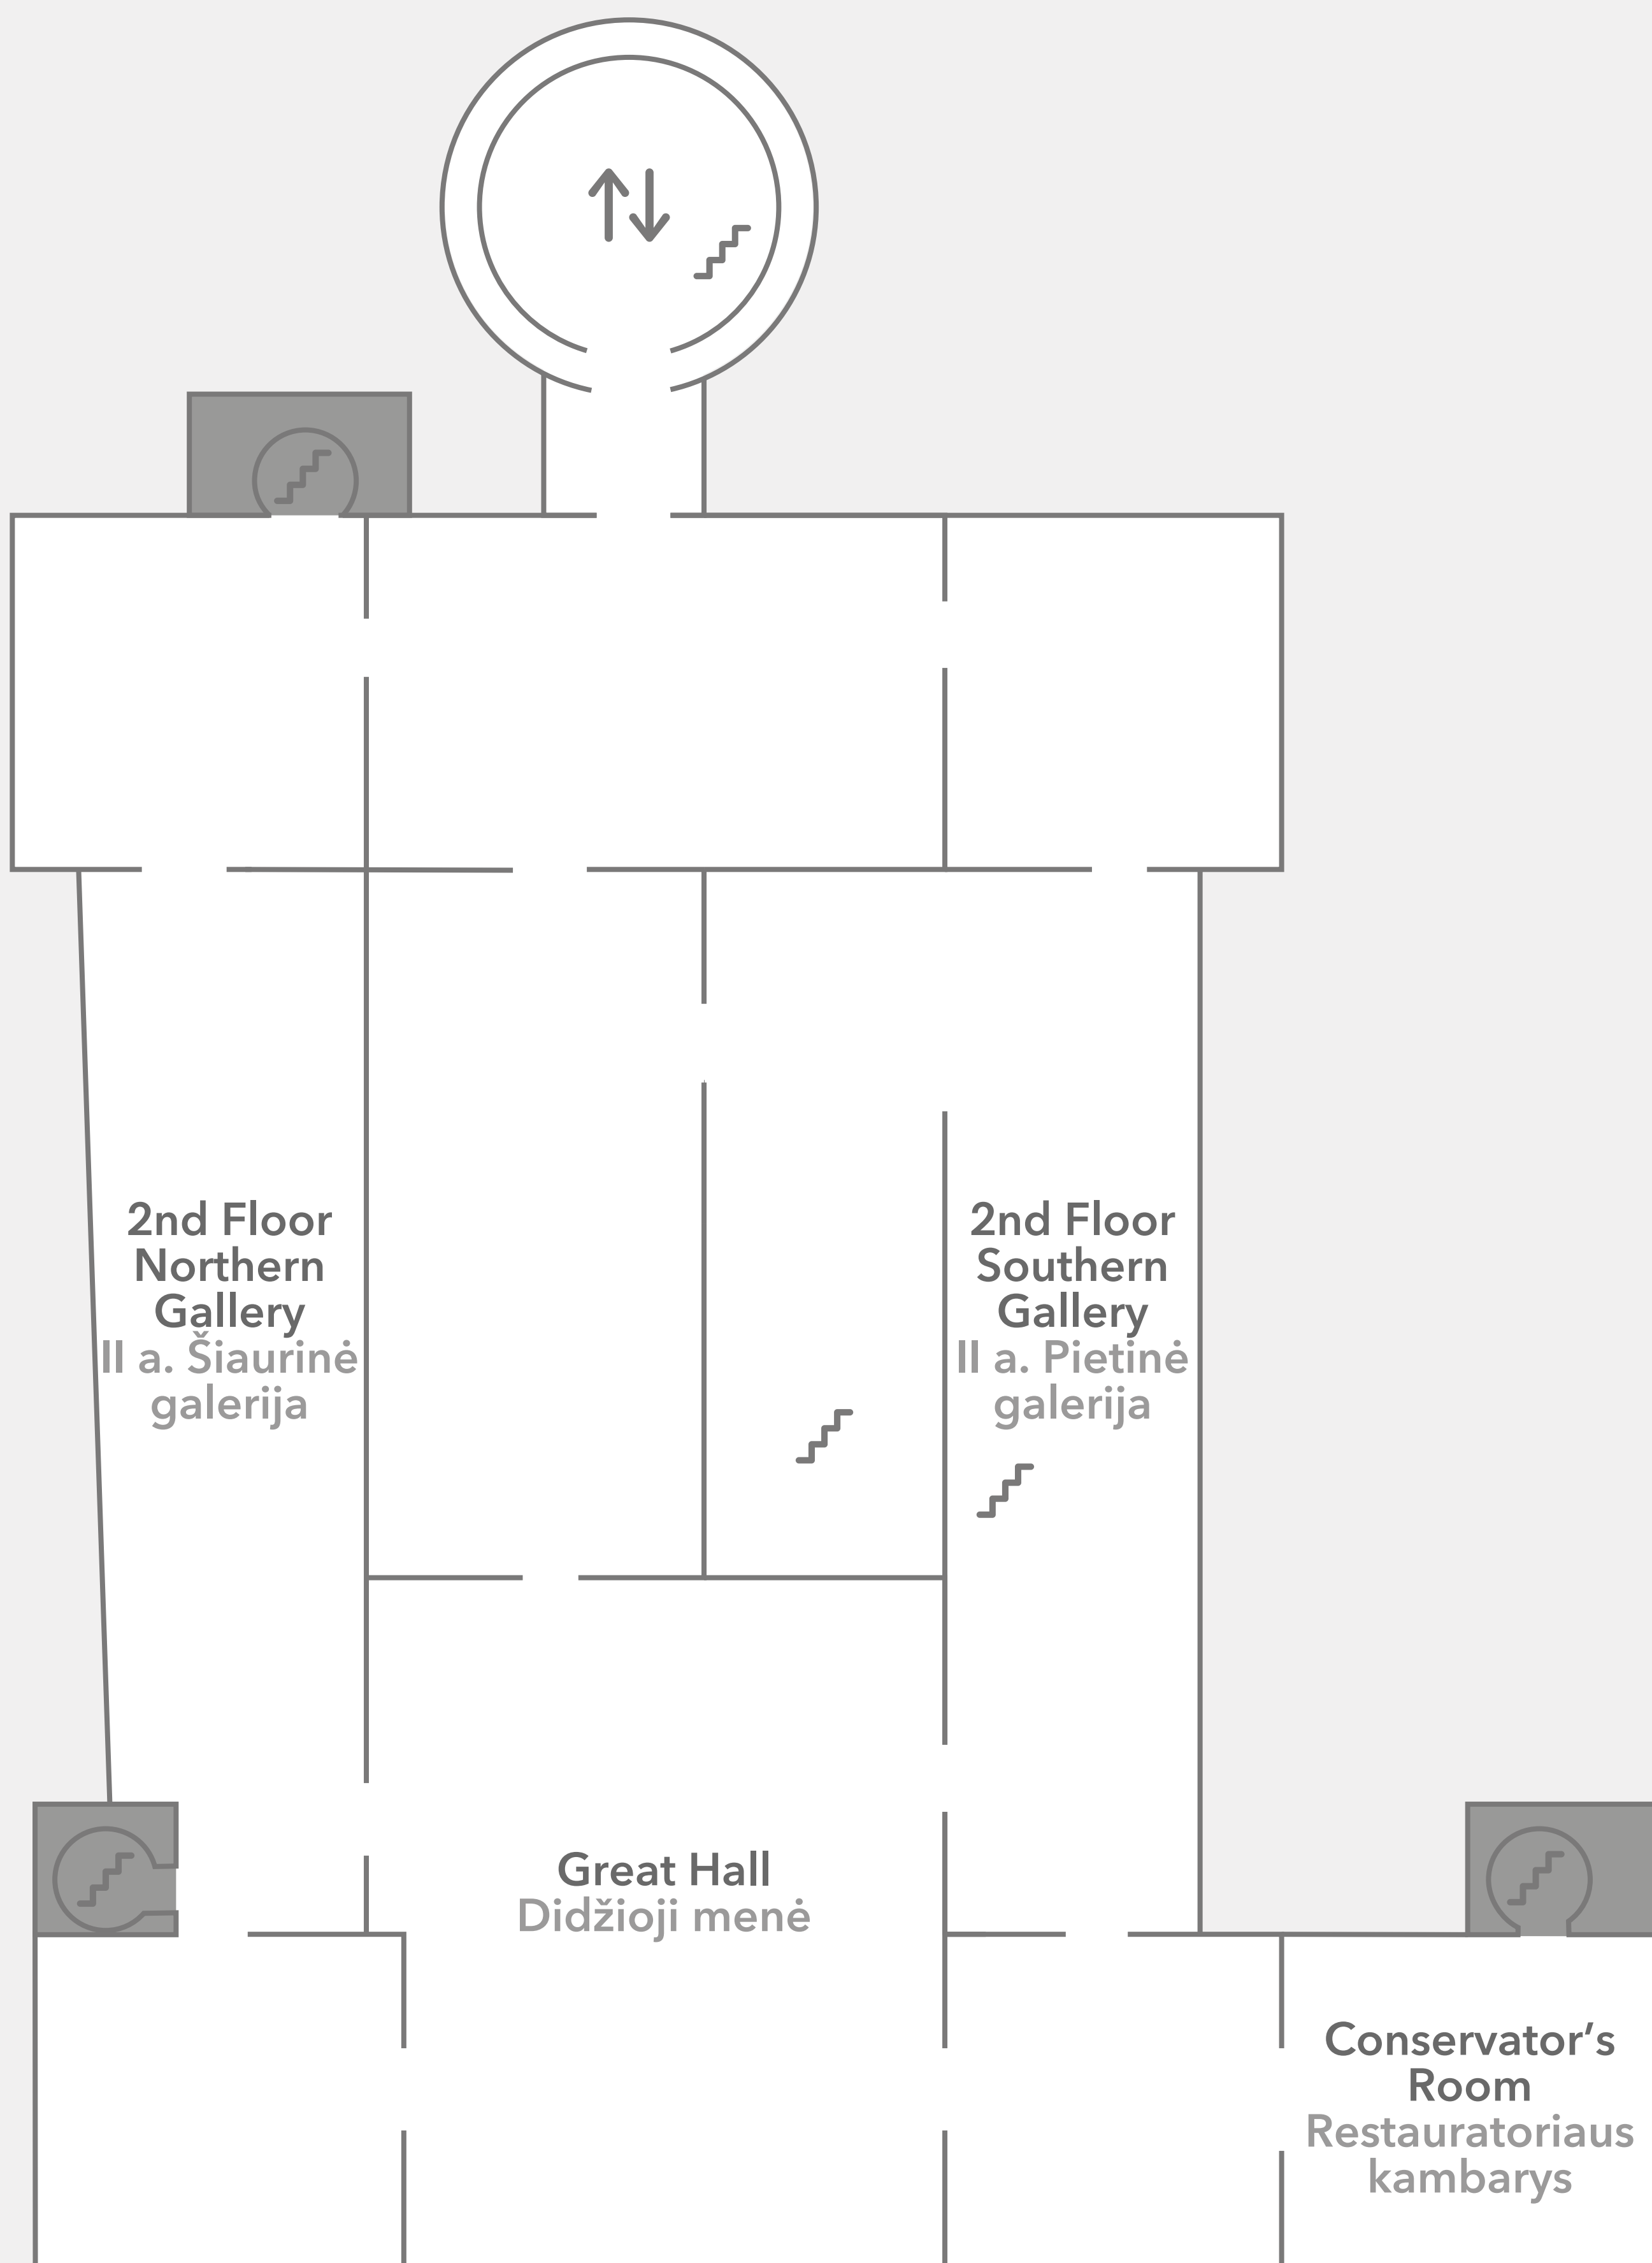 2nd Floor
Northern
Gallery
II a. Šiaurinė
galerija
2nd Floor
Southern
Gallery
II a. Pietinė
galerija
Great Hall
Didžioji menė
Conservator‘s
Room
Restauratoriaus
kambarys